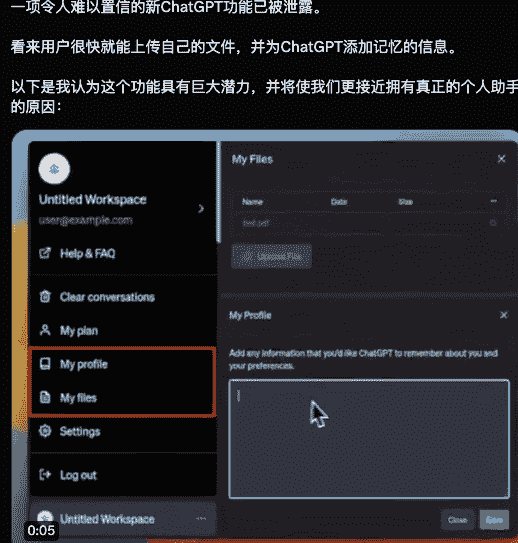 一项令人难以置信的新ChatGPT功能已被泄露。
看来用户很快就能上传自己的文件，并为ChatGPT添加记忆的信息。
以下是我认为这个功能具有巨大潜力，并将使我们更接近拥有真正的个人助手
的原因：
My Files
Name Date Size
test.pdf
Upload File
Untitled Workspace
user@example.com
Help & FAQ
Clear conversations
My plan
My profile
My files
Settings
Log out
Untitled Workspace
My Profile
Add any information that you'd like ChatGPT to remember about you and
your preferences.
Close Save
0:05